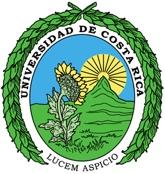 UNIVERSIDAD DE COSTA RICA
LUCEM ASPICIO